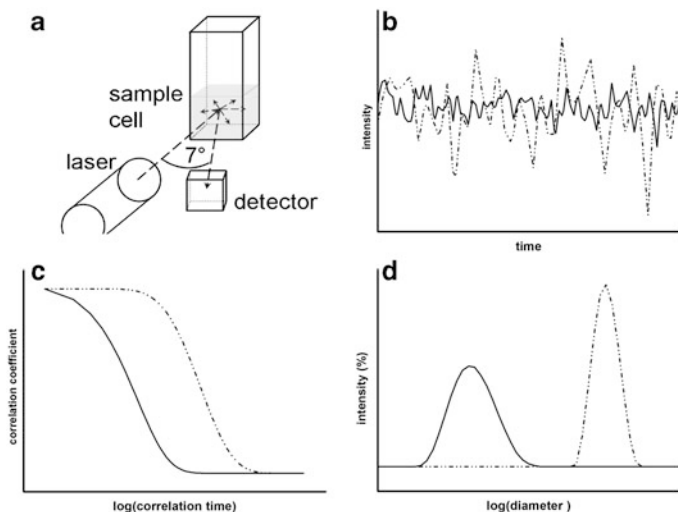 a
sample
cell
laser
7°
detector
b
intensity
time
c
correlation coefficient
log(correlation time)
d
intensity (%)
log(diameter )